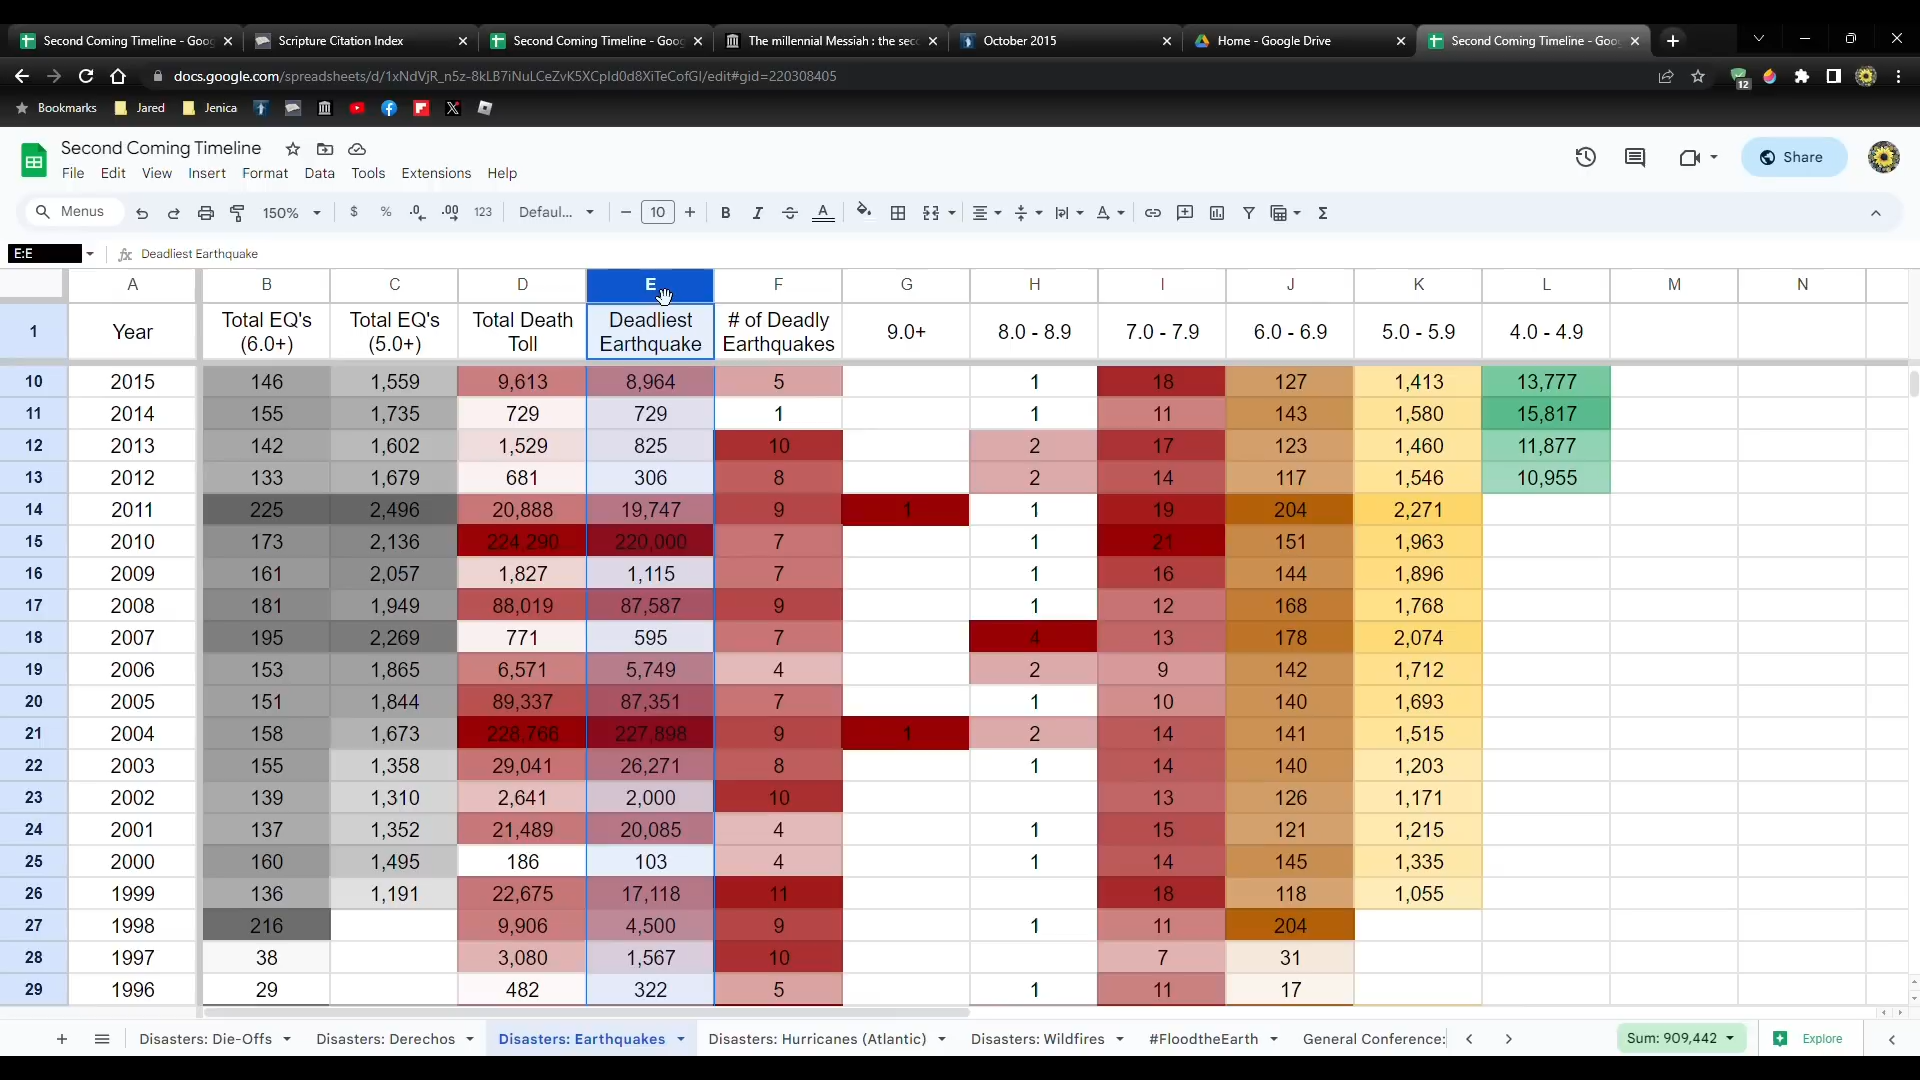 Second Coming Timeline - Goog
Scripture Citation Index
Second Coming Timeline - Goog
The millennial Messiah : the sec
October 2015
Home - Google Drive
Second Coming Timeline - Goog
docs.google.com/spreadsheets/d/1xNdVjR_n5z-8kLB7iNuLCeZvK5XCpld0d8XiTeCofGI/edit#gid=220308405
12
Bookmarks Jared Jenica
Second Coming Timeline
File Edit View Insert Format Data Tools Extensions Help
Share
Menus 150% $ % .0 .00 123 Defaul... 10 B I S A
E:E fx Deadliest Earthquake
A B C D E F G H I J K L M N
1 Year Total EQ's (6.0+) Total EQ's (5.0+) Total Death Toll Deadliest Earthquake # of Deadly Earthquakes 9.0+ 8.0 - 8.9 7.0 - 7.9 6.0 - 6.9 5.0 - 5.9 4.0 - 4.9
10 2015 146 1,559 9,613 8,964 5 1 18 127 1,413 13,777
11 2014 155 1,735 729 729 1 1 11 143 1,580 15,817
12 2013 142 1,602 1,529 825 10 2 17 123 1,460 11,877
13 2012 133 1,679 681 306 8 2 14 117 1,546 10,955
14 2011 225 2,496 20,888 19,747 9 1 1 19 204 2,271
15 2010 173 2,136 224,290 220,000 7 1 21 151 1,963
16 2009 161 2,057 1,827 1,115 7 1 16 144 1,896
17 2008 181 1,949 88,019 87,587 9 1 12 168 1,768
18 2007 195 2,269 771 595 7 4 13 178 2,074
19 2006 153 1,865 6,571 5,749 4 2 9 142 1,712
20 2005 151 1,844 89,337 87,351 7 1 10 140 1,693
21 2004 158 1,673 228,766 227,898 9 1 2 14 141 1,515
22 2003 155 1,358 29,041 26,271 8 1 14 140 1,203
23 2002 139 1,310 2,641 2,000 10 13 126 1,171
24 2001 137 1,352 21,489 20,085 4 1 15 121 1,215
25 2000 160 1,495 186 103 4 1 14 145 1,335
26 1999 136 1,191 22,675 17,118 11 18 118 1,055
27 1998 216 9,906 4,500 9 1 11 204
28 1997 38 3,080 1,567 10 7 31
29 1996 29 482 322 5 1 11 17
Disasters: Die-Offs Disasters: Derechos Disasters: Earthquakes Disasters: Hurricanes (Atlantic) Disasters: Wildfires #FloodtheEarth General Conference: Sum: 909,442 Explore